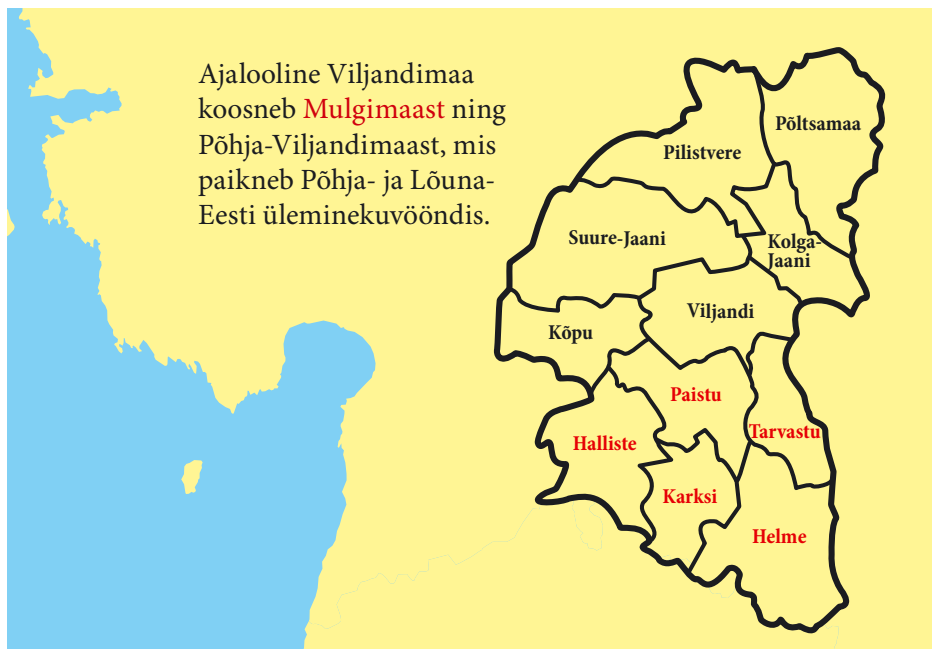 Ajalooline Viljandimaa
koosneb Mulgimaast ning
Põhja-Viljandimaast, mis
paikneb Põhja- ja Lõuna-
Eesti üleminekuvööndis.
Põltsamaa
Pilistvere
Suure-Jaani
Kolga-
Jaani
Viljandi
Kõpu
Paistu
Tarvastu
Halliste
Karksi
Helme